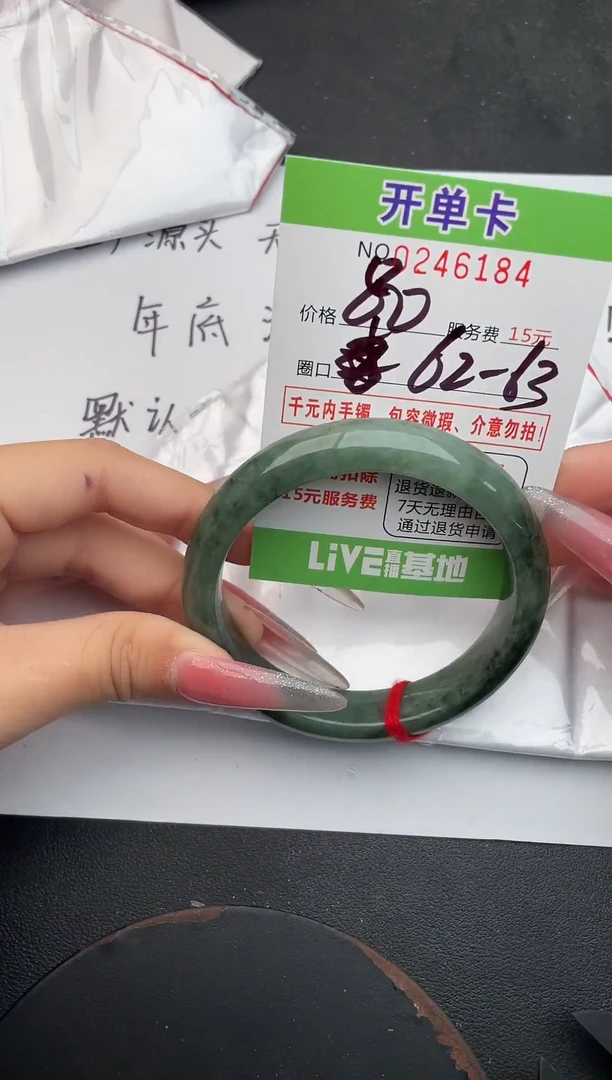 开单卡
NO 0246184
价格 80 服务费 15元
圈口 62-63
千元内手镯、包容微瑕、介意勿拍!
扣除
15元服务费
退货退
7天无理由
通过退货申请
LiVE直播基地
源头 天
年底
默认